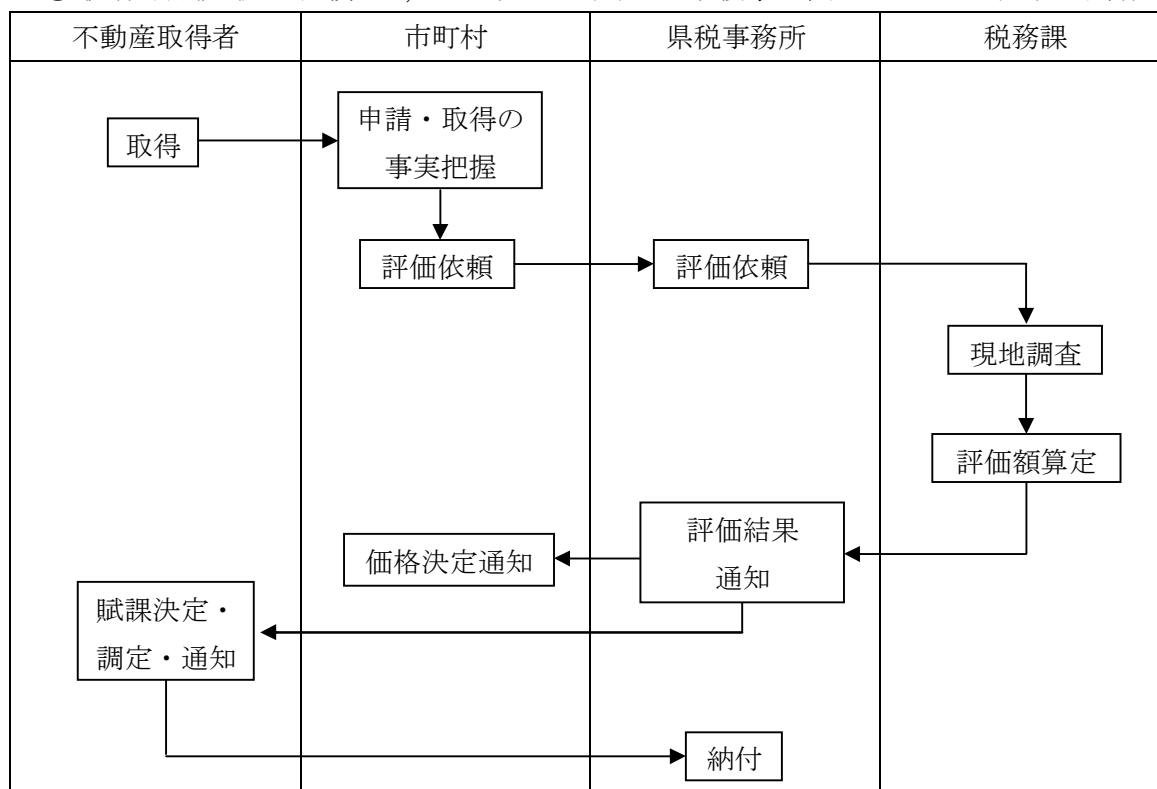 不動産取得者
市町村
県税事務所
税務課
取得
申請・取得の
事実把握
評価依頼
評価依頼
現地調査
評価額算定
評価結果
通知
価格決定通知
賦課決定・
調定・通知
納付